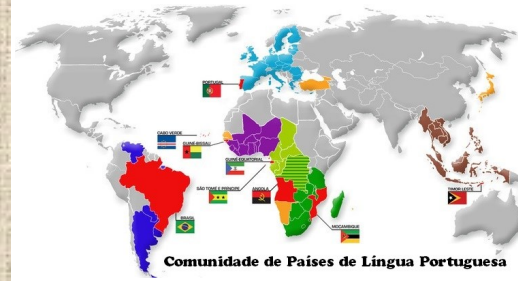 PORTUGAL
CABO VERDE
GUINÉ-BISSAU
GUINÉ-EQUATORIAL
SÃO TOMÉ E PRINCIPE
ANGOLA
BRASIL
MOÇAMBIQUE
TIMOR LESTE
Comunidade de Países de Língua Portuguesa